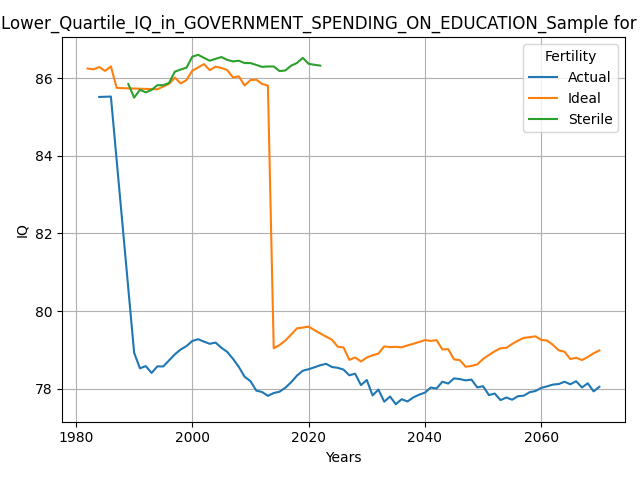 Lower_Quartile_IQ_in_GOVERNMENT_SPENDING_ON_EDUCATION_Sample for
Fertility
Actual
Ideal
Sterile
86
84
82
80
78
IQ
1980
2000
2020
2040
2060
Years